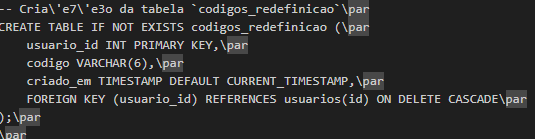 -- Cria\'e7\'e3o da tabela `codigos_redefinicao`\par
CREATE TABLE IF NOT EXISTS codigos_redefinicao (\par
    usuario_id INT PRIMARY KEY,\par
    codigo VARCHAR(6),\par
    criado_em TIMESTAMP DEFAULT CURRENT_TIMESTAMP,\par
    FOREIGN KEY (usuario_id) REFERENCES usuarios(id) ON DELETE CASCADE\par
);\par
\par